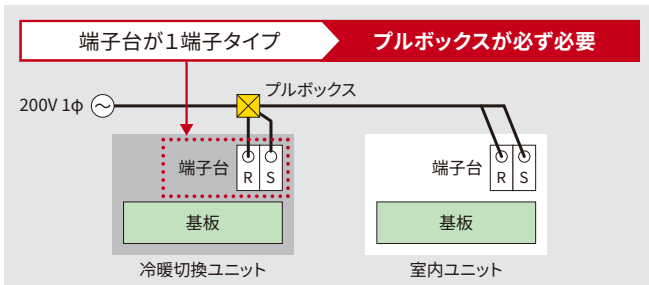 端子台が1端子タイプ
プルボックスが必ず必要
プルボックス
200V 1φ
端子台
R S
端子台
R S
基板
基板
冷暖切換ユニット
室内ユニット